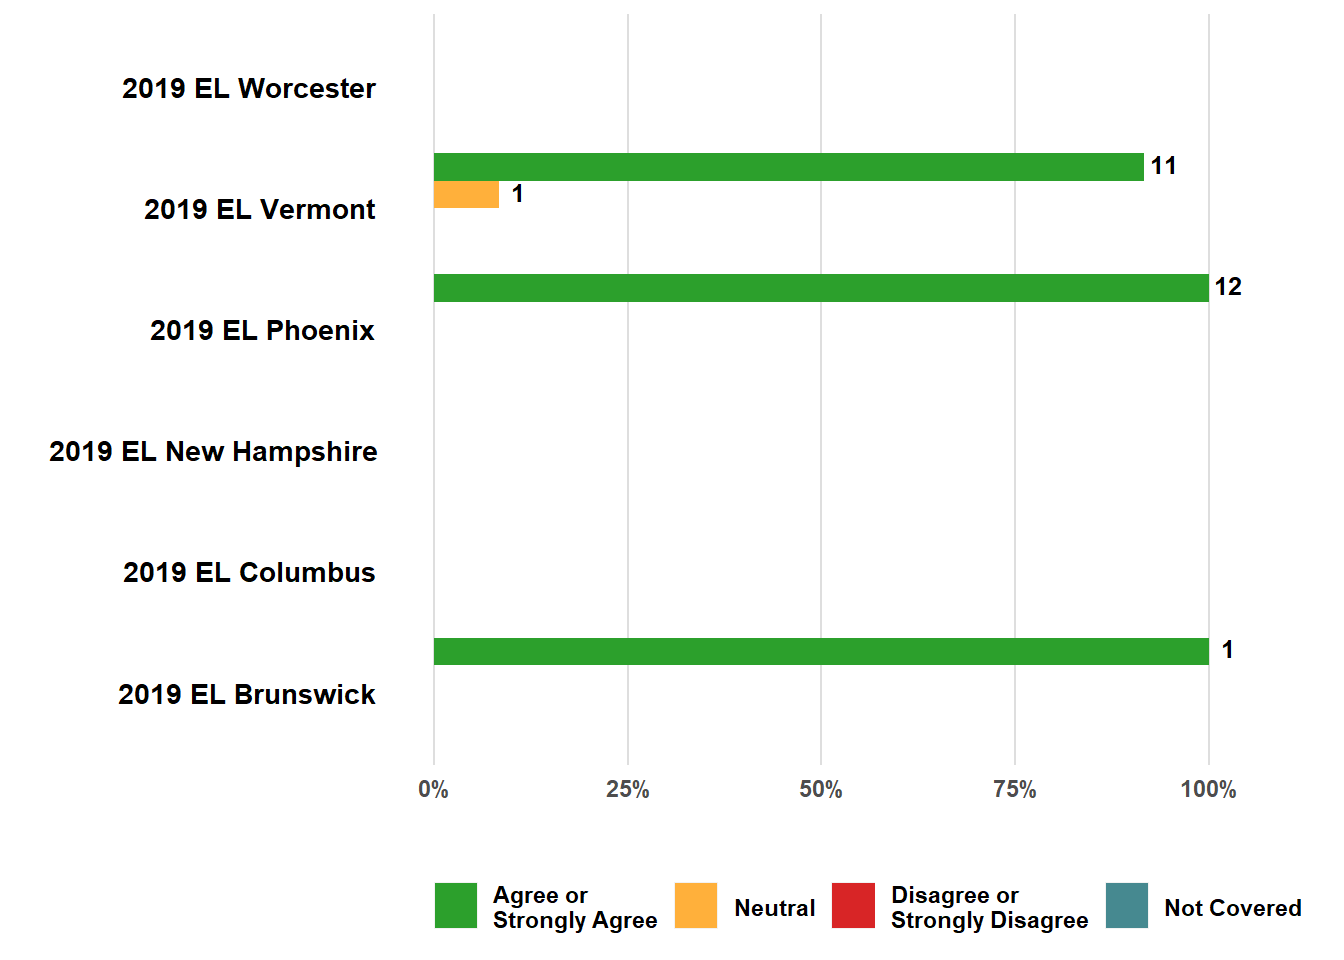 2019 EL Worcester
11
1
2019 EL Vermont
12
2019 EL Phoenix
2019 EL New Hampshire
2019 EL Columbus
1
2019 EL Brunswick
0% 25% 50% 75% 100%
Agree or
Strongly Agree
Neutral
Disagree or
Strongly Disagree
Not Covered